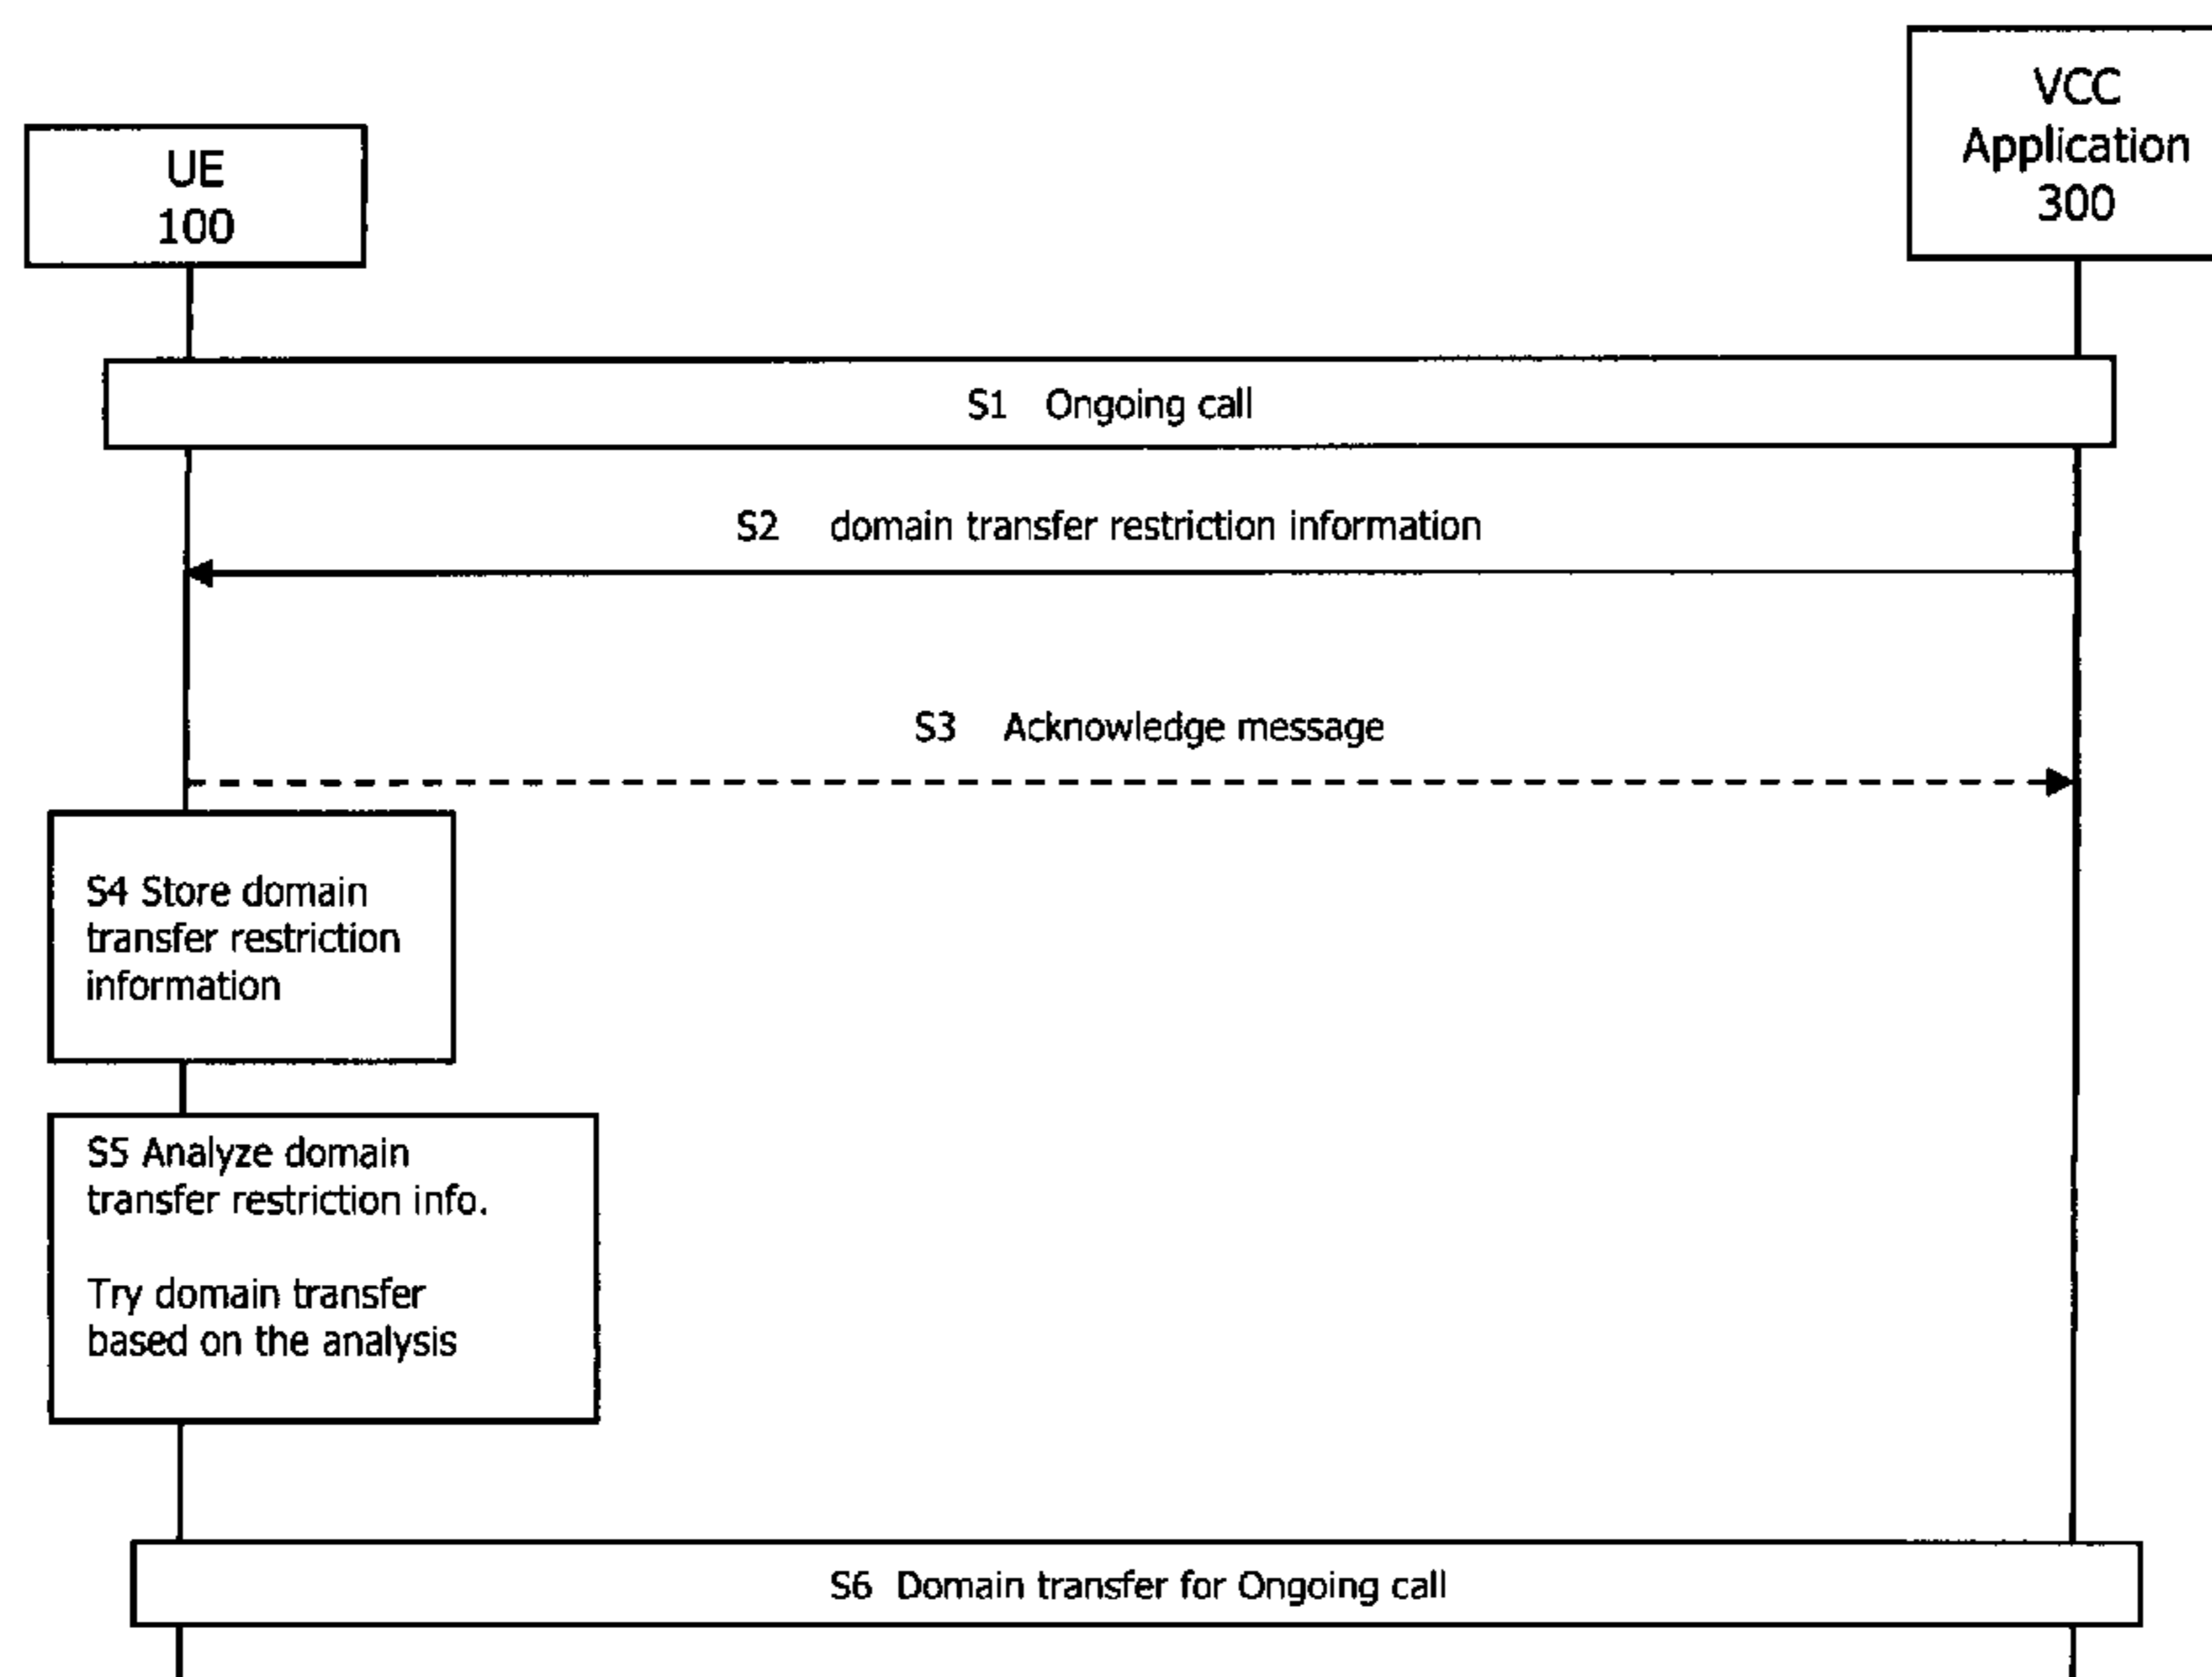 UE
100
VCC
Application
300
S1 Ongoing call
S2 domain transfer restriction information
S3 Acknowledge message
S4 Store domain
transfer restriction
information
S5 Analyze domain
transfer restriction info.
Try domain transfer
based on the analysis
S6 Domain transfer for Ongoing call